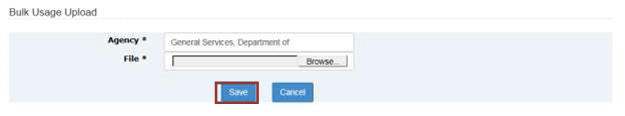 Bulk Usage Upload
Agency * General Services, Department of
File * Browse...
Save Cancel